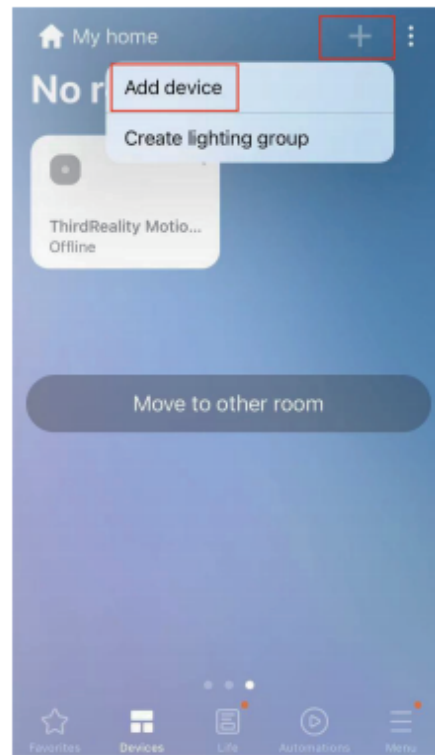 My home
No r
Add device
Create lighting group
ThirdReality Motio...
Offline
Move to other room
Favorites Devices Life Automations Menu